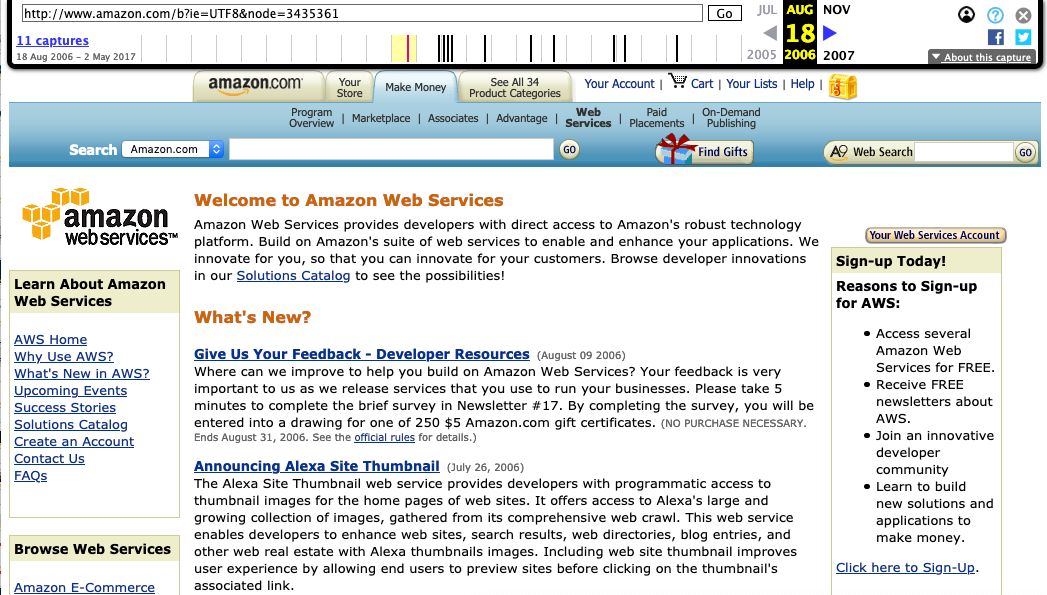 http://www.amazon.com/b?ie=UTF8&node=3435361
Go
JUL
AUG
NOV
11 captures
18
18 Aug 2006 - 2 May 2017
2005
2006
2007
About this capture
amazon.com
Your
Store
Make Money
See All 34
Product Categories
Your Account | Cart | Your Lists | Help |
Program
Overview | Marketplace | Associates | Advantage | Web
Services | Paid
Placements | On-Demand
Publishing
Search
Amazon.com
GO
Find Gifts
A9 Web Search
GO
amazon
webservices™
Learn About Amazon
Web Services
AWS Home
Why Use AWS?
What's New in AWS?
Upcoming Events
Success Stories
Solutions Catalog
Create an Account
Contact Us
FAQs
Browse Web Services
Amazon E-Commerce
Welcome to Amazon Web Services
Amazon Web Services provides developers with direct access to Amazon's robust technology
platform. Build on Amazon's suite of web services to enable and enhance your applications. We
innovate for you, so that you can innovate for your customers. Browse developer innovations
in our Solutions Catalog to see the possibilities!
What's New?
Give Us Your Feedback - Developer Resources (August 09 2006)
Where can we improve to help you build on Amazon Web Services? Your feedback is very
important to us as we release services that you use to run your businesses. Please take 5
minutes to complete the brief survey in Newsletter #17. By completing the survey, you will be
entered into a drawing for one of 250 $5 Amazon.com gift certificates. (NO PURCHASE NECESSARY.
Ends August 31, 2006. See the official rules for details.)
Announcing Alexa Site Thumbnail (July 26, 2006)
The Alexa Site Thumbnail web service provides developers with programmatic access to
thumbnail images for the home pages of web sites. It offers access to Alexa's large and
growing collection of images, gathered from its comprehensive web crawl. This web service
enables developers to enhance web sites, search results, web directories, blog entries, and
other web real estate with Alexa thumbnails images. Including web site thumbnail improves
user experience by allowing end users to preview sites before clicking on the thumbnail's
associated link.
Your Web Services Account
Sign-up Today!
Reasons to Sign-up
for AWS:
• Access several
Amazon Web
Services for FREE.
• Receive FREE
newsletters about
AWS.
• Join an innovative
developer
community
• Learn to build
new solutions and
applications to
make money.
Click here to Sign-Up.